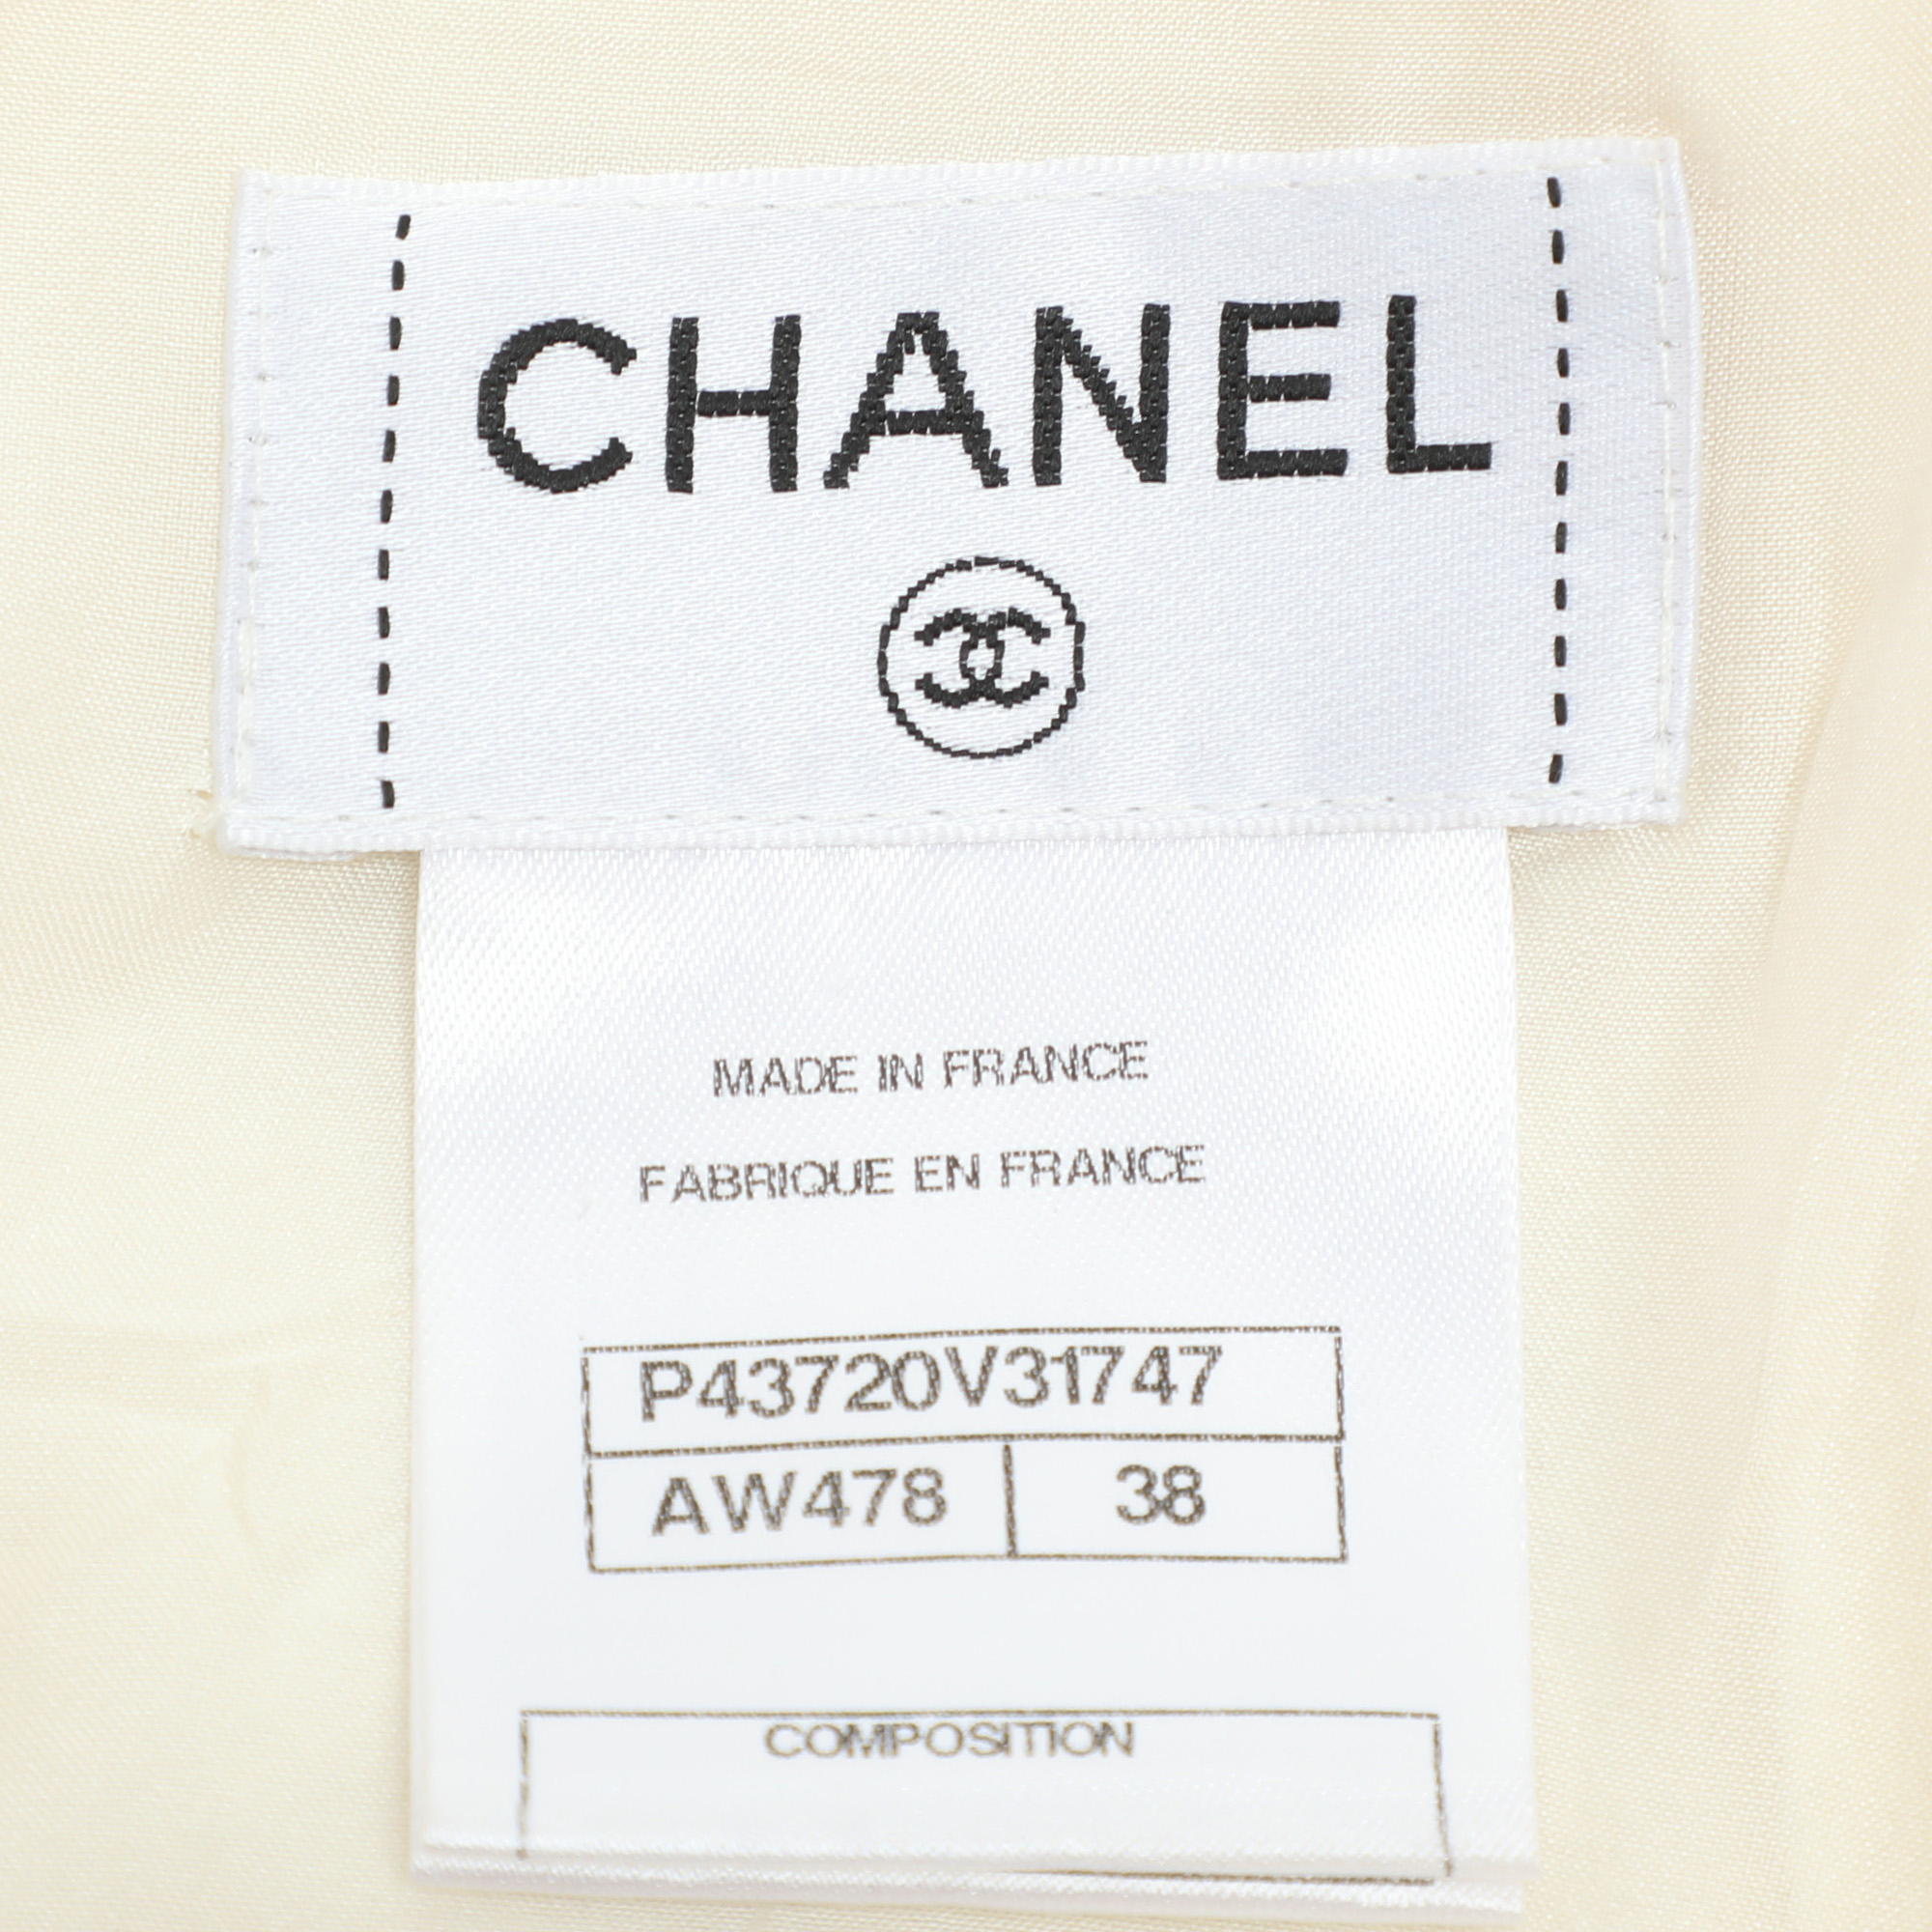 CHANEL
MADE IN FRANCE
FABRIQUE EN FRANCE
P43720V31747
AW478 38
COMPOSITION